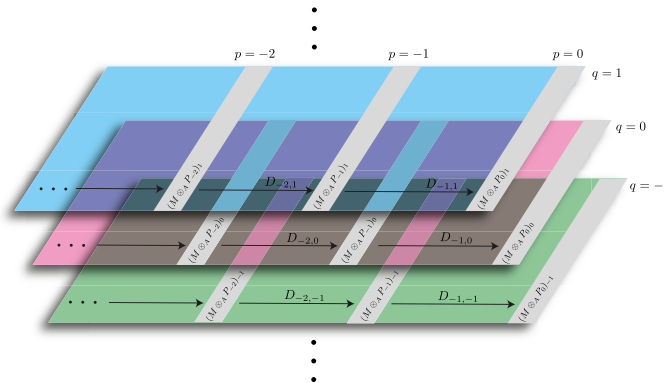 p = −2
p = −1
p = 0
q = 1
q = 0
q = −
(M ⊗_A P_{−2})_1
D_{−2,1}
(M ⊗_A P_{−1})_1
D_{−1,1}
(M ⊗_A P_0)_1
(M ⊗_A P_{−2})_0
D_{−2,0}
(M ⊗_A P_{−1})_0
D_{−1,0}
(M ⊗_A P_0)_0
(M ⊗_A P_{−2})_{−1}
D_{−2,−1}
(M ⊗_A P_{−1})_{−1}
D_{−1,−1}
(M ⊗_A P_0)_{−1}